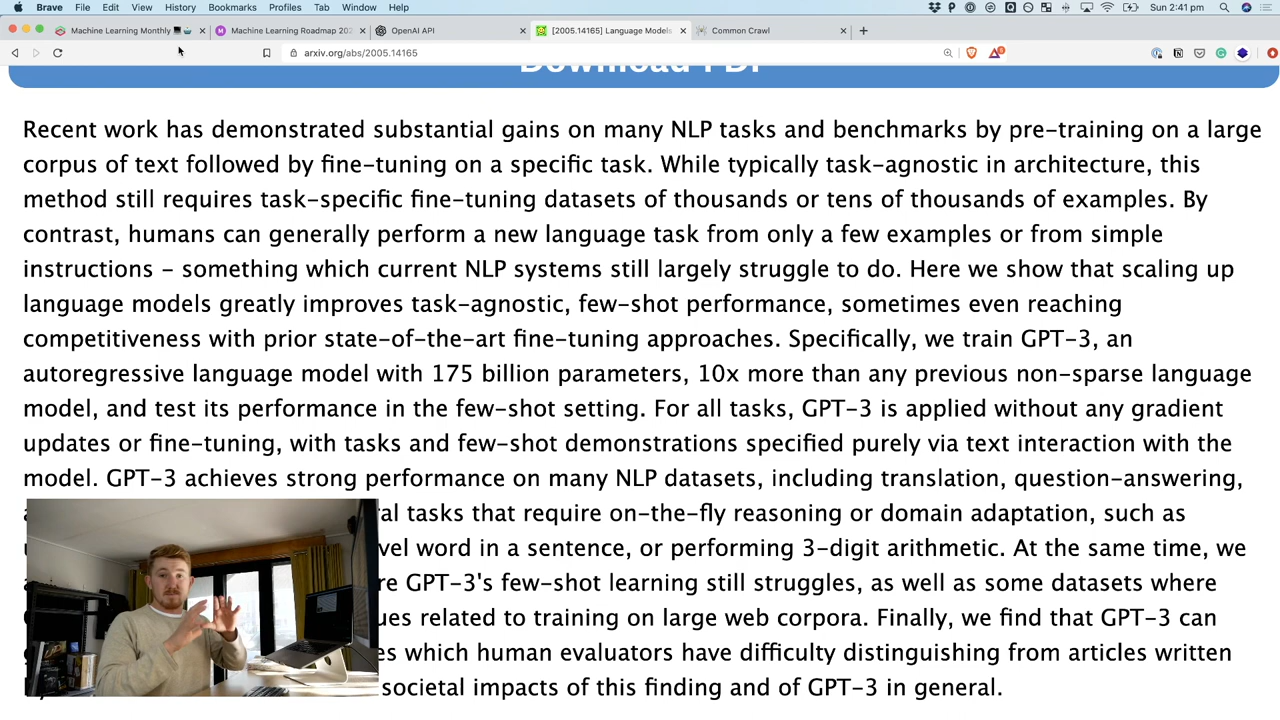 Brave File Edit View History Bookmarks Profiles Tab Window Help Sun 2:41 pm
Machine Learning Monthly Machine Learning Roadmap 202 OpenAI API [2005.14165] Language Models Common Crawl
arxiv.org/abs/2005.14165
Download PDF
Recent work has demonstrated substantial gains on many NLP tasks and benchmarks by pre-training on a large
corpus of text followed by fine-tuning on a specific task. While typically task-agnostic in architecture, this
method still requires task-specific fine-tuning datasets of thousands or tens of thousands of examples. By
contrast, humans can generally perform a new language task from only a few examples or from simple
instructions – something which current NLP systems still largely struggle to do. Here we show that scaling up
language models greatly improves task-agnostic, few-shot performance, sometimes even reaching
competitiveness with prior state-of-the-art fine-tuning approaches. Specifically, we train GPT-3, an
autoregressive language model with 175 billion parameters, 10x more than any previous non-sparse language
model, and test its performance in the few-shot setting. For all tasks, GPT-3 is applied without any gradient
updates or fine-tuning, with tasks and few-shot demonstrations specified purely via text interaction with the
model. GPT-3 achieves strong performance on many NLP datasets, including translation, question-answering,
tasks that require on-the-fly reasoning or domain adaptation, such as
word in a sentence, or performing 3-digit arithmetic. At the same time, we
GPT-3's few-shot learning still struggles, as well as some datasets where
related to training on large web corpora. Finally, we find that GPT-3 can
which human evaluators have difficulty distinguishing from articles written
societal impacts of this finding and of GPT-3 in general.